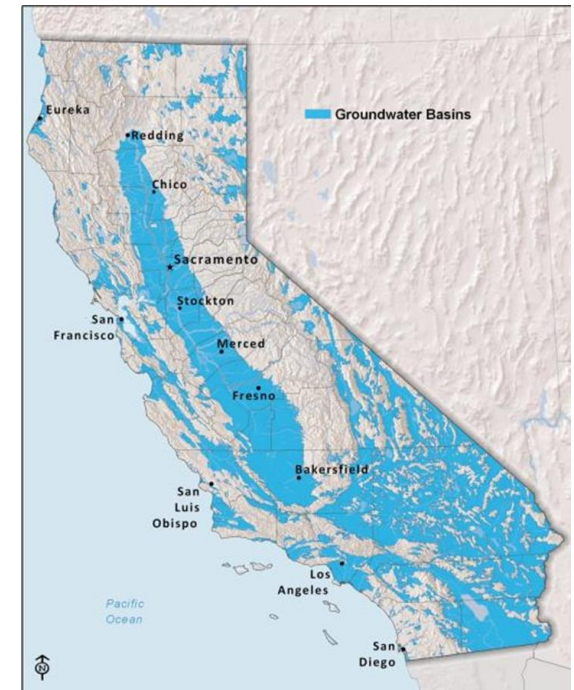 Eureka
Groundwater Basins
Redding
Chico
Sacramento
Stockton
San
Francisco
Merced
Fresno
Bakersfield
San
Luis
Obispo
Los
Angeles
Pacific
Ocean
San
Diego
N